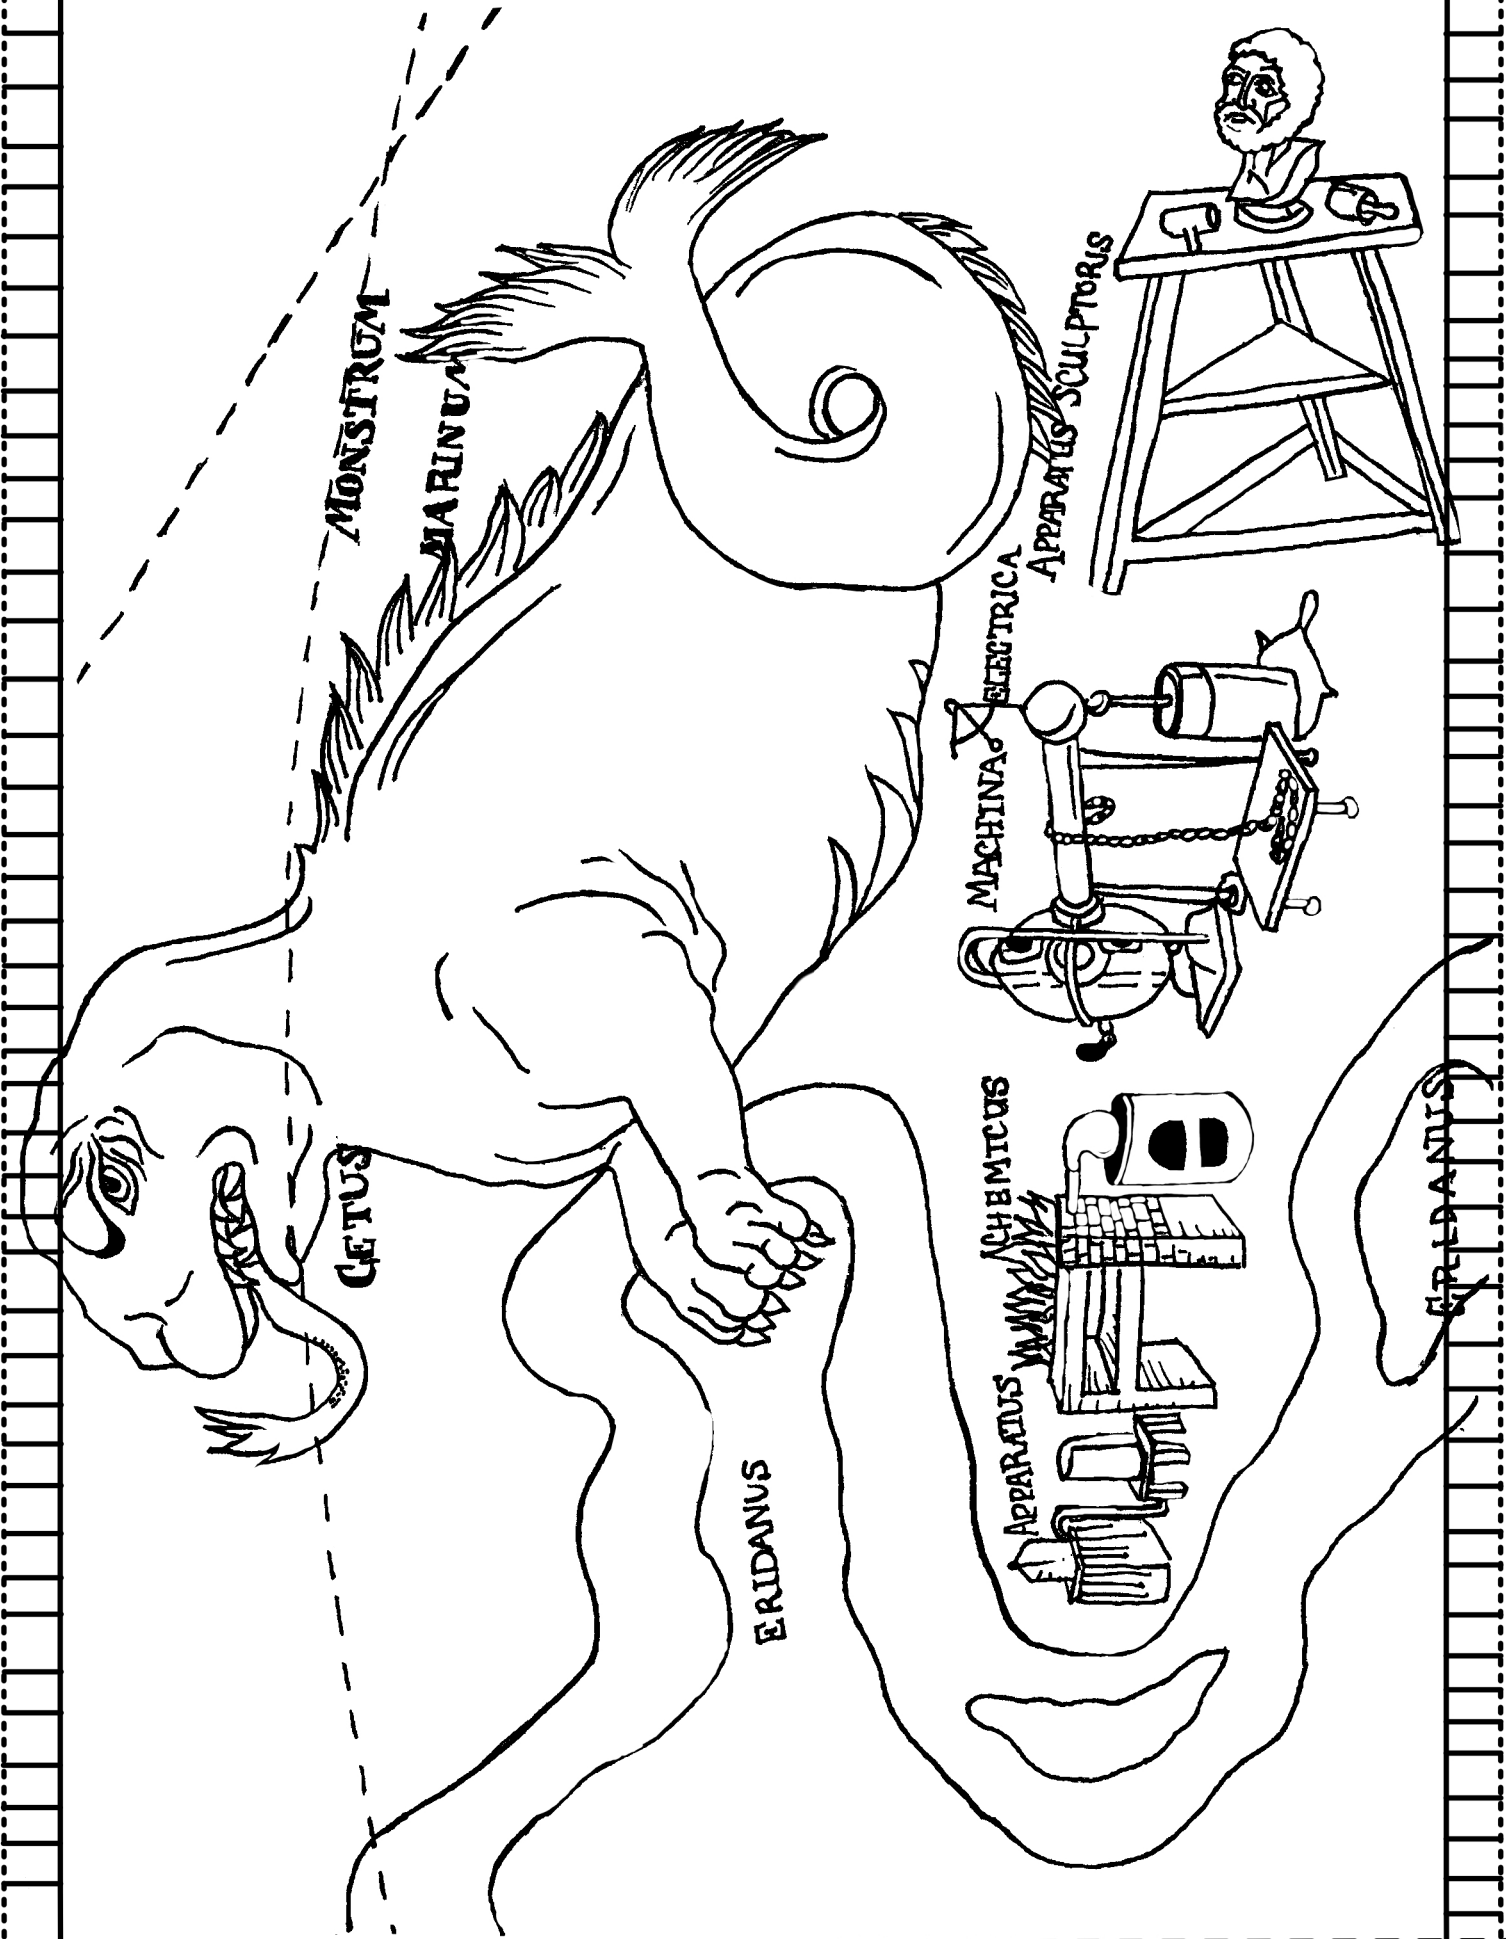 MONSTRUM
MARINUM
CETUS
ERIDANUS
APPARATUS SCULPTORIS
MACHINA ELECTRICA
APPARATUS CHEMICUS
ERIDANUS